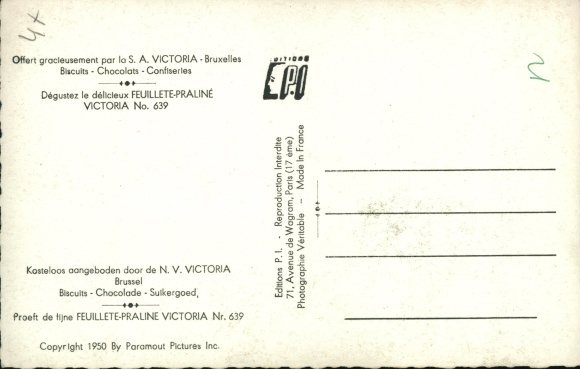 4x
Offert gracieusement par la S. A. VICTORIA - Bruxelles
Biscuits - Chocolats - Confiseries
Dégustez le délicieux FEUILLETE-PRALINÉ
VICTORIA No. 639
Kosteloos aangeboden door de N. V. VICTORIA
Brussel
Biscuits - Chocolade - Suikergoed,
Proeft de fijne FEUILLETE-PRALINE VICTORIA Nr. 639
Copyright 1950 By Paramout Pictures Inc.
Editions P. I. - Reproduction Interdite
71, Avenue de Wagram, Paris (17 ème)
Photographie Véritable - Made In France